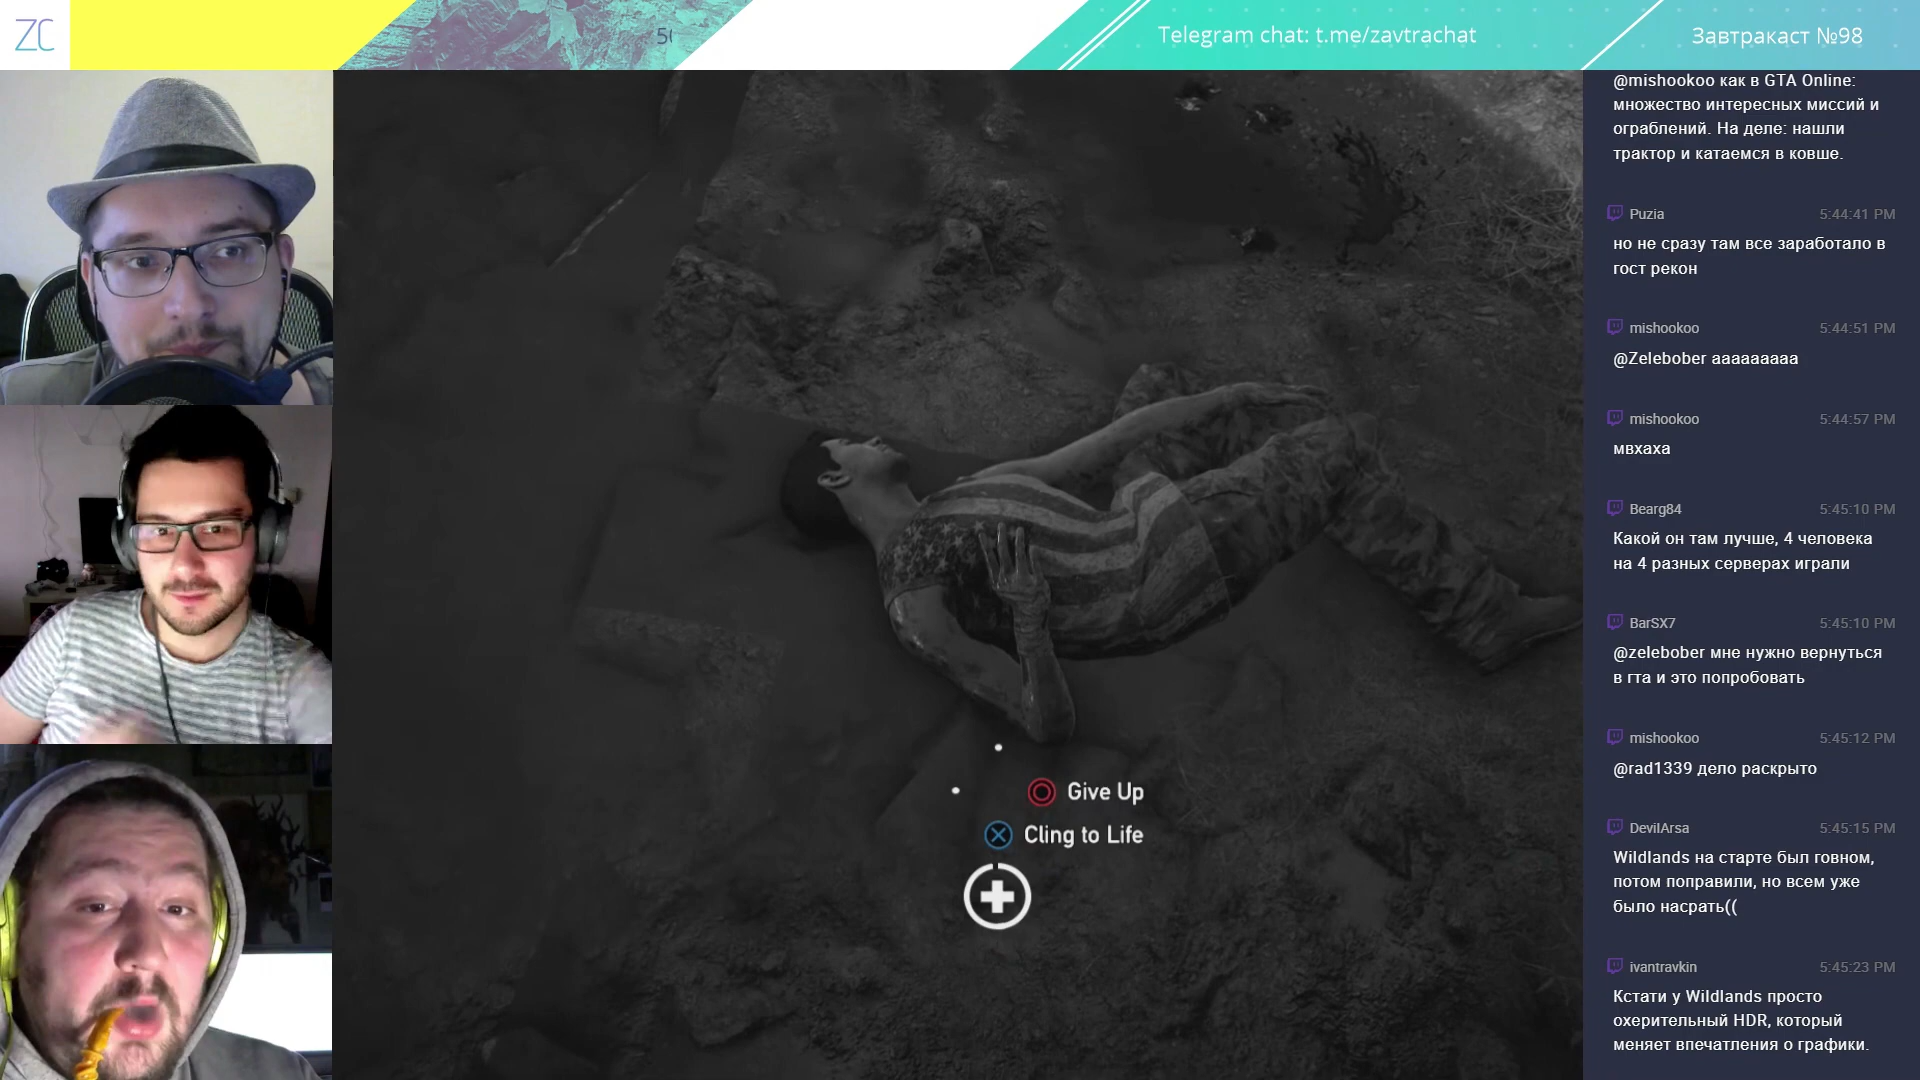 ZC
Telegram chat: t.me/zavtrachat
Завтракаст №98
@mishookoo как в GTA Online:
множество интересных миссий и
ограблений. На деле: нашли
трактор и катаемся в ковше.
Puzia 5:44:41 PM
но не сразу там все заработало в
гост рекон
mishookoo 5:44:51 PM
@Zelebober ааааааааа
mishookoo 5:44:57 PM
мвхаха
Bearg84 5:45:10 PM
Какой он там лучше, 4 человека
на 4 разных серверах играли
BarSX7 5:45:10 PM
@zelebober мне нужно вернуться
в гта и это попробовать
mishookoo 5:45:12 PM
@rad1339 дело раскрыто
DevilArsa 5:45:15 PM
Wildlands на старте был говном,
потом поправили, но всем уже
было насрать((
ivantravkin 5:45:23 PM
Кстати у Wildlands просто
охерительный HDR, который
меняет впечатления о графики.
Give Up
Cling to Life